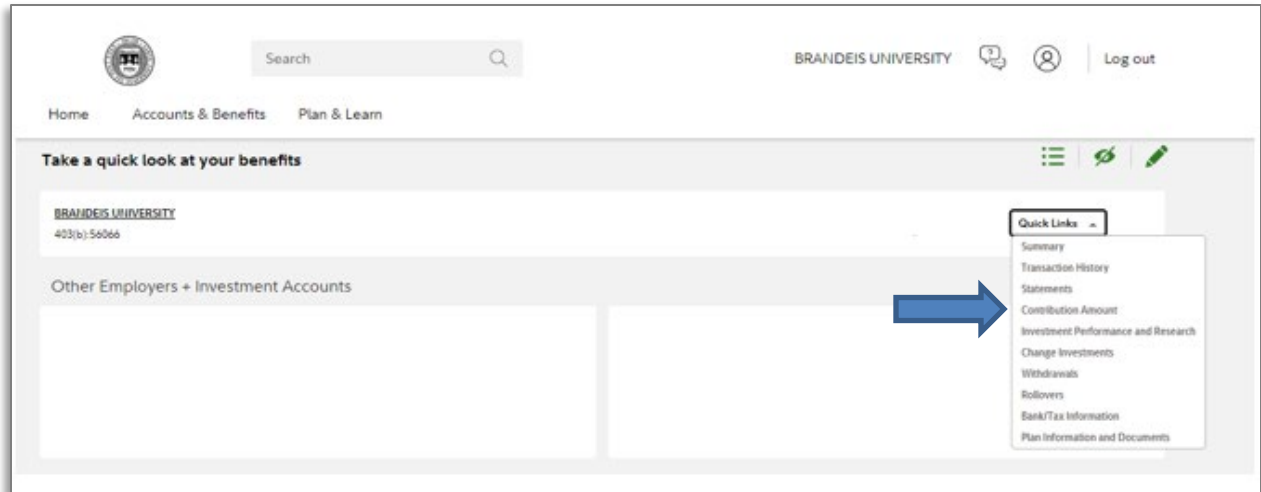 Search
BRANDEIS UNIVERSITY
Log out
Home Accounts & Benefits Plan & Learn
Take a quick look at your benefits
BRANDEIS UNIVERSITY
403(b):56066
Quick Links
Summary
Transaction History
Statements
Contribution Amount
Investment Performance and Research
Change Investments
Withdrawals
Rollovers
Bank/Tax Information
Plan Information and Documents
Other Employers + Investment Accounts